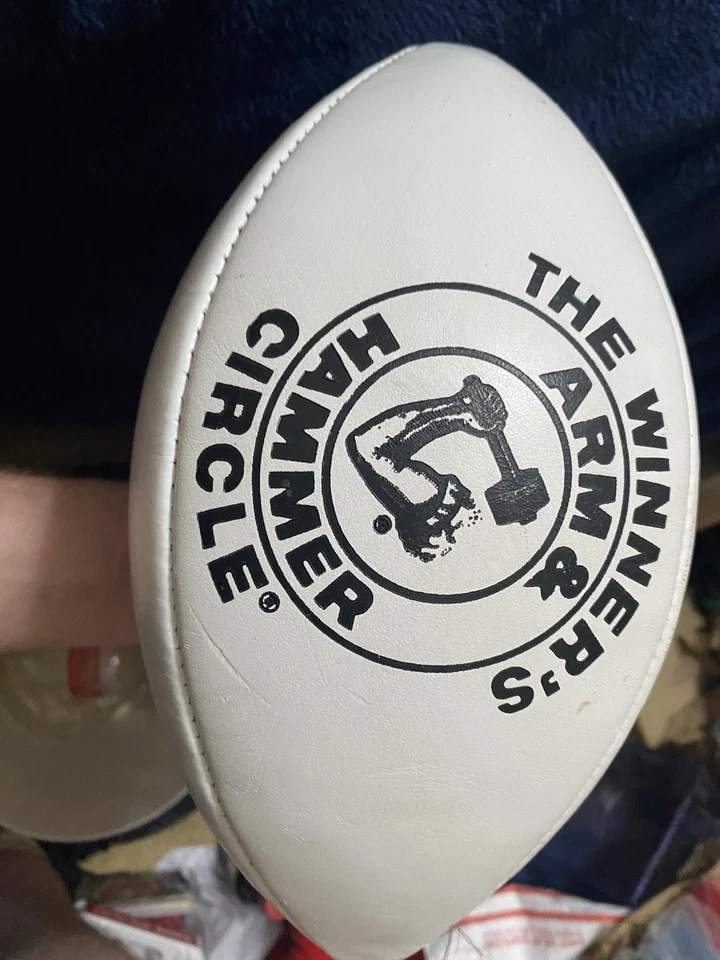 THE WINNER'S
ARM &
HAMMER
®
CIRCLE®